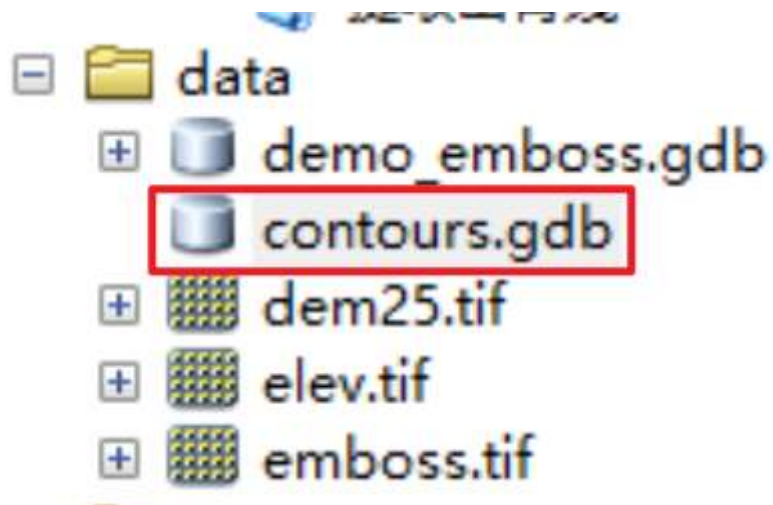 data
demo_emboss.gdb
contours.gdb
dem25.tif
elev.tif
emboss.tif